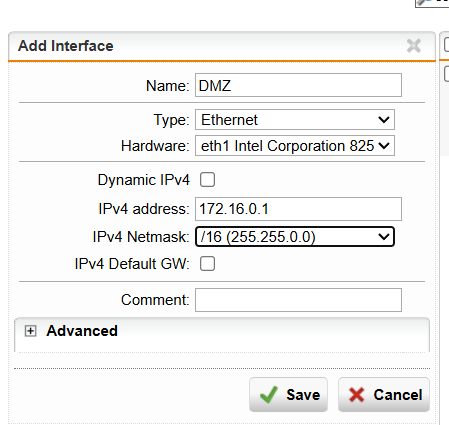 Add Interface
Name: DMZ
Type: Ethernet
Hardware: eth1 Intel Corporation 825
Dynamic IPv4
IPv4 address: 172.16.0.1
IPv4 Netmask: /16 (255.255.0.0)
IPv4 Default GW:
Comment:
Advanced
Save Cancel